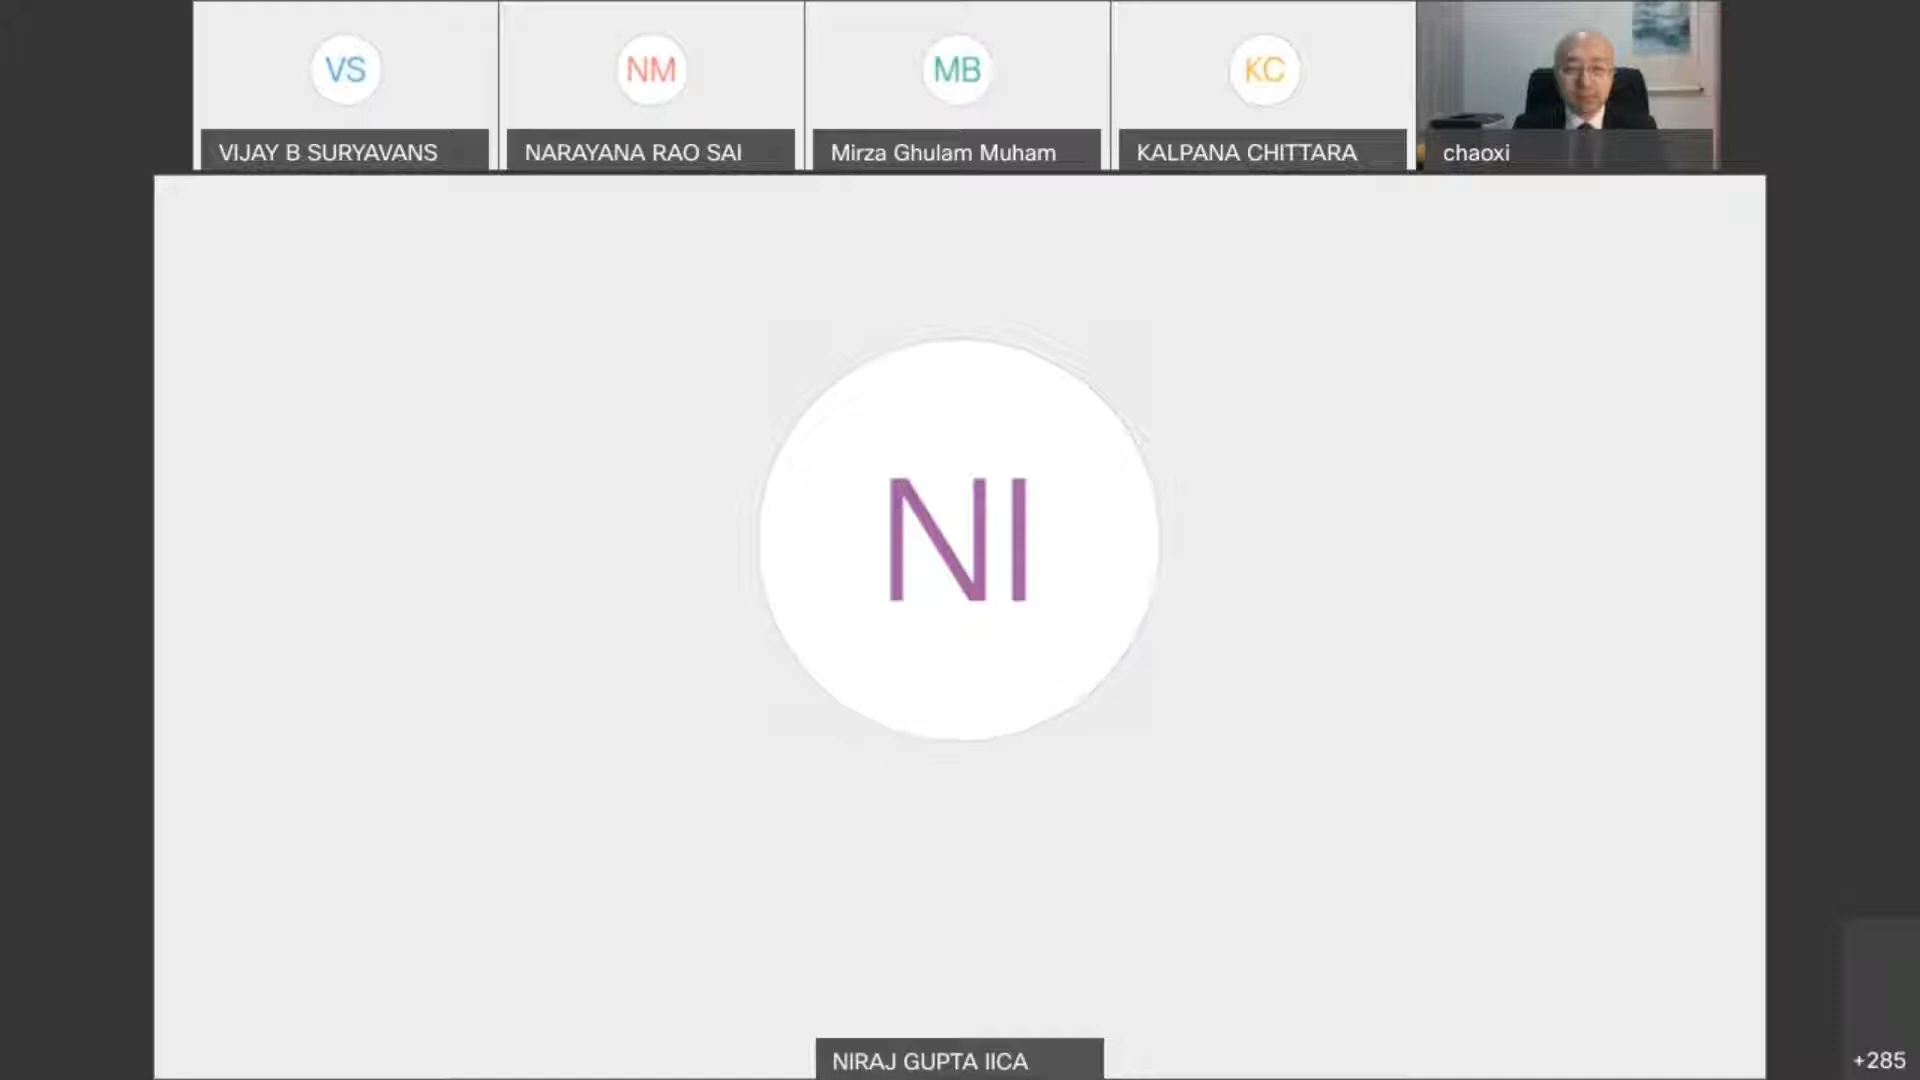 VS
NM
MB
KC
VIJAY B SURYAVANS
NARAYANA RAO SAI
Mirza Ghulam Muham
KALPANA CHITTARA
chaoxi
NI
NIRAJ GUPTA IICA
+285